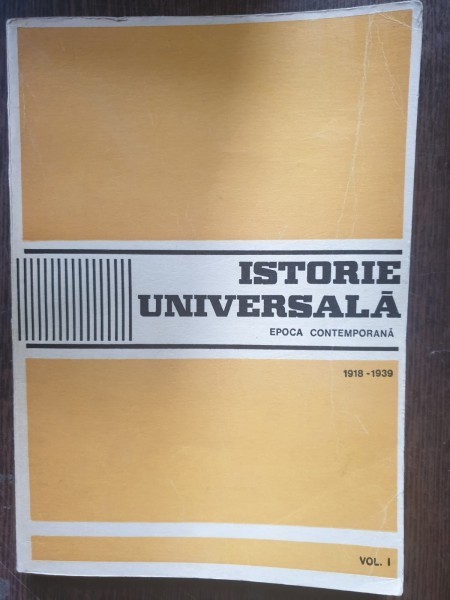 ISTORIE
UNIVERSALĂ
EPOCA CONTEMPORANĂ
1918-1939
VOL. I